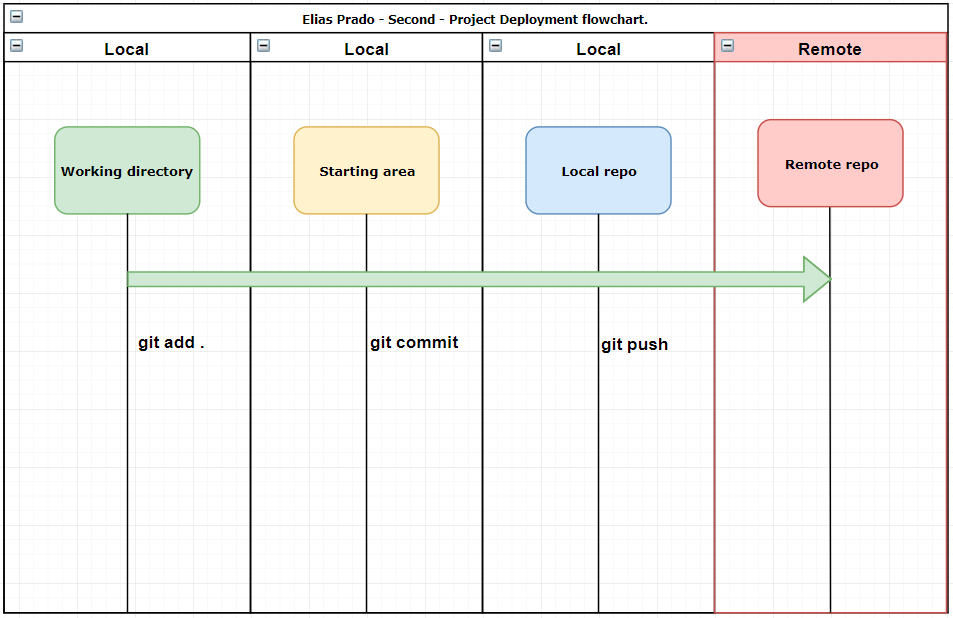 Elias Prado - Second - Project Deployment flowchart.
Local
Local
Local
Remote
Working directory
Starting area
Local repo
Remote repo
git add .
git commit
git push